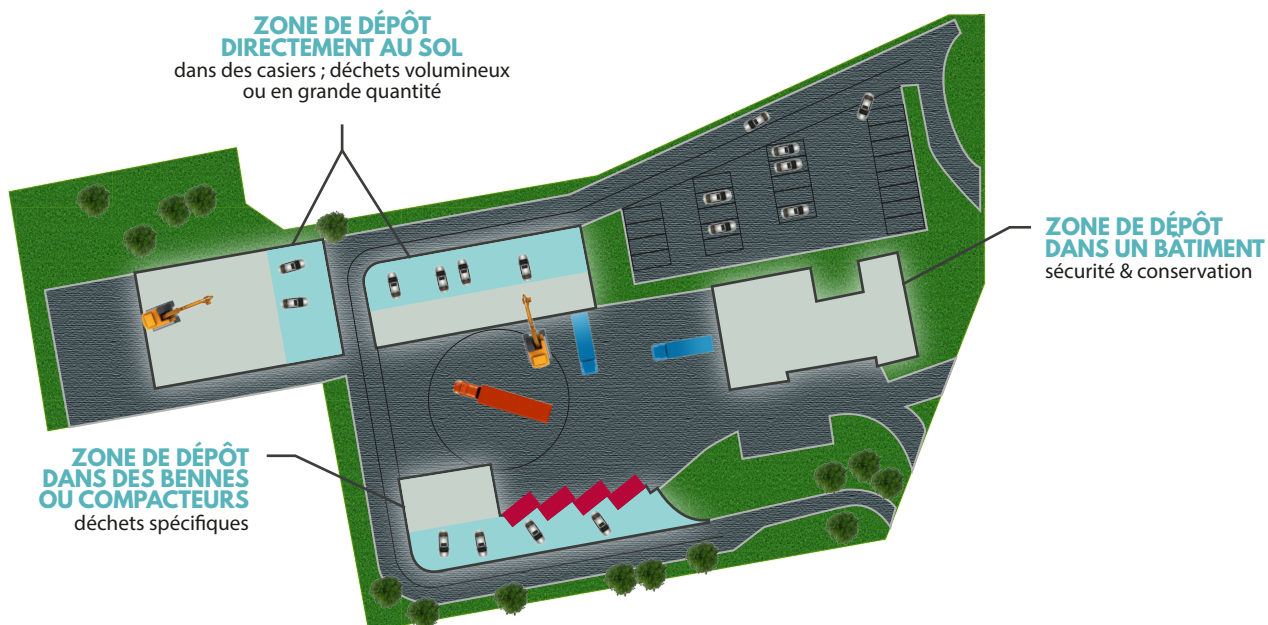 ZONE DE DÉPÔT
DIRECTEMENT AU SOL
dans des casiers ; déchets volumineux
ou en grande quantité
ZONE DE DÉPÔT
DANS UN BÂTIMENT
sécurité & conservation
ZONE DE DÉPÔT
DANS DES BENNES
OU COMPACTEURS
déchets spécifiques